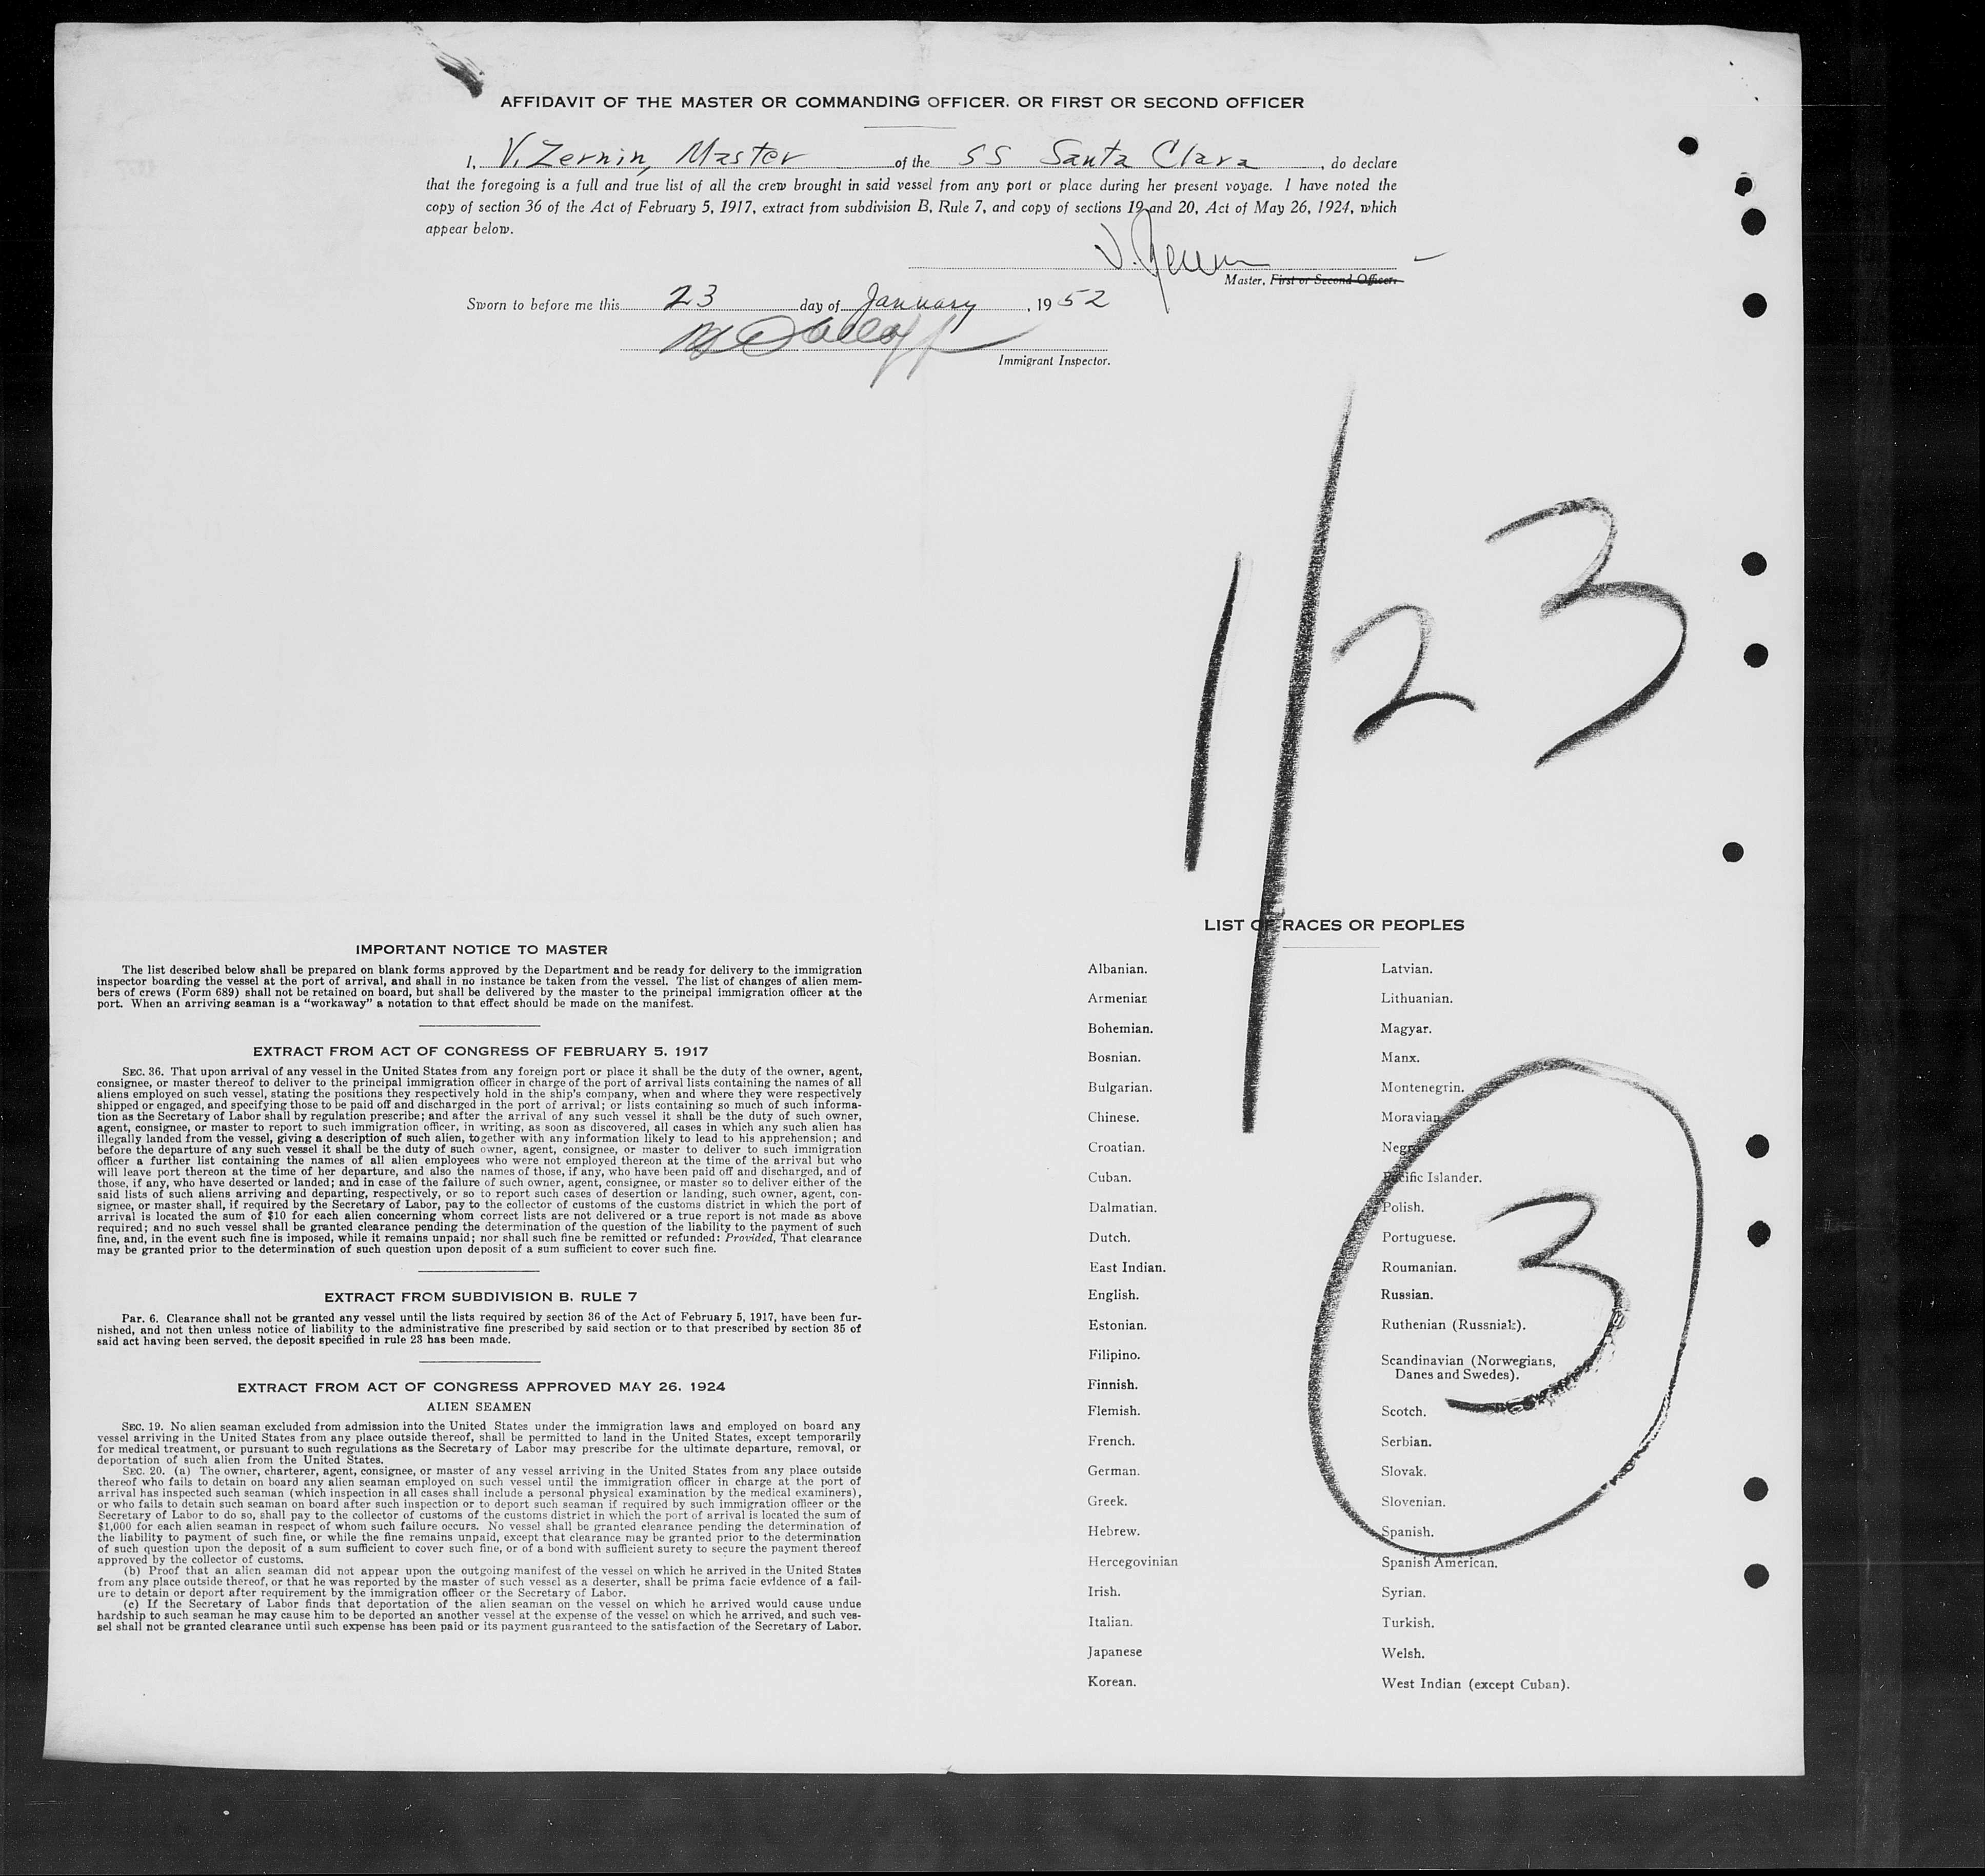 AFFIDAVIT OF THE MASTER OR COMMANDING OFFICER, OR FIRST OR SECOND OFFICER
I, V. Zernin, Master of the SS Santa Clara, do declare
that the foregoing is a full and true list of all the crew brought in said vessel from any port or place during her present voyage. I have noted the
copy of section 36 of the Act of February 5, 1917, extract from subdivision B, Rule 7, and copy of sections 19 and 20, Act of May 26, 1924, which
appear below.
V. Zernin
Master, First or Second Officer.
Sworn to before me this 23 day of January, 1952
Immigrant Inspector.
1/23
IMPORTANT NOTICE TO MASTER
The list described below shall be prepared on blank forms approved by the Department and be ready for delivery to the immigration
inspector boarding the vessel at the port of arrival, and shall in no instance be taken from the vessel. The list of changes of alien mem-
bers of crews (Form 689) shall not be retained on board, but shall be delivered by the master to the principal immigration officer at the
port. When an arriving seaman is a "workaway" a notation to that effect should be made on the manifest.
EXTRACT FROM ACT OF CONGRESS OF FEBRUARY 5, 1917
SEC. 36. That upon arrival of any vessel in the United States from any foreign port or place it shall be the duty of the owner, agent,
consignee, or master thereof to deliver to the principal immigration officer in charge of the port of arrival lists containing the names of all
aliens employed on such vessel, stating the positions they respectively hold in the ship's company, when and where they were respectively
shipped or engaged, and specifying those to be paid off and discharged in the port of arrival; or lists containing so much of such informa-
tion as the Secretary of Labor shall by regulation prescribe; and after the arrival of any such vessel it shall be the duty of such owner,
agent, consignee, or master to report to such immigration officer, in writing, as soon as discovered, all cases in which any such alien has
illegally landed from the vessel, giving a description of such alien, together with any information likely to lead to his apprehension; and
before the departure of any such vessel it shall be the duty of such owner, agent, consignee, or master to deliver to such immigration
officer a further list containing the names of all alien employees who were not employed thereon at the time of the arrival but who
will leave port thereon at the time of her departure, and also the names of those, if any, who have been paid off and discharged, and of
those, if any, who have deserted or landed; and in case of the failure of such owner, agent, consignee, or master so to deliver either of the
said lists of such aliens arriving and departing, respectively, or so to report such cases of desertion or landing, such owner, agent, con-
signee, or master shall, if required by the Secretary of Labor, pay to the collector of customs of the customs district in which the port of
arrival is located the sum of $10 for each alien concerning whom correct lists are not delivered or a true report is not made as above
required; and no such vessel shall be granted clearance pending the determination of the question of the liability to the payment of such
fine, and, in the event such fine is imposed, while it remains unpaid; nor shall such fine be remitted or refunded: Provided, That clearance
may be granted prior to the determination of such question upon deposit of a sum sufficient to cover such fine.
EXTRACT FROM SUBDIVISION B, RULE 7
Par. 6. Clearance shall not be granted any vessel until the lists required by section 36 of the Act of February 5, 1917, have been fur-
nished, and not then unless notice of liability to the administrative fine prescribed by said section or to that prescribed by section 35 of
said act having been served, the deposit specified in rule 23 has been made.
EXTRACT FROM ACT OF CONGRESS APPROVED MAY 26, 1924
ALIEN SEAMEN
SEC. 19. No alien seaman excluded from admission into the United States under the immigration laws and employed on board any
vessel arriving in the United States from any place outside thereof, shall be permitted to land in the United States, except temporarily
for medical treatment, or pursuant to such regulations as the Secretary of Labor may prescribe for the ultimate departure, removal, or
deportation of such alien from the United States.
SEC. 20. (a) The owner, charterer, agent, consignee, or master of any vessel arriving in the United States from any place outside
thereof who fails to detain on board any alien seaman employed on such vessel until the immigration officer in charge at the port of
arrival has inspected such seaman (which inspection in all cases shall include a personal physical examination by the medical examiners),
or who fails to detain such seaman on board after such inspection or to deport such seaman if required by such immigration officer or the
Secretary of Labor to do so, shall pay to the collector of customs of the customs district in which the port of arrival is located the sum of
$1,000 for each alien seaman in respect of whom such failure occurs. No vessel shall be granted clearance pending the determination of
the liability to payment of such fine, or while the fine remains unpaid, except that clearance may be granted prior to the determination
of such question upon the deposit of a sum sufficient to cover such fine, or of a bond with sufficient surety to secure the payment thereof
approved by the collector of customs.
(b) Proof that an alien seaman did not appear upon the outgoing manifest of the vessel on which he arrived in the United States
from any place outside thereof, or that he was reported by the master of such vessel as a deserter, shall be prima facie evidence of a fail-
ure to detain or deport after requirement by the immigration officer or the Secretary of Labor.
(c) If the Secretary of Labor finds that deportation of the alien seaman on the vessel on which he arrived would cause undue
hardship to such seaman he may cause him to be deported an another vessel at the expense of the vessel on which he arrived, and such ves-
sel shall not be granted clearance until such expense has been paid or its payment guaranteed to the satisfaction of the Secretary of Labor.
LIST OF RACES OR PEOPLES
Albanian.
Armenian
Bohemian.
Bosnian.
Bulgarian.
Chinese.
Croatian.
Cuban.
Dalmatian.
Dutch.
East Indian.
English.
Estonian.
Filipino.
Finnish.
Flemish.
French.
German.
Greek.
Hebrew.
Hercegovinian
Irish.
Italian.
Japanese
Korean.
Latvian.
Lithuanian.
Magyar.
Manx.
Montenegrin.
Moravian
Negro
Pacific Islander.
Polish.
Portuguese.
Roumanian.
Russian.
Ruthenian (Russniak).
Scandinavian (Norwegians,
Danes and Swedes).
Scotch.
Serbian.
Slovak.
Slovenian.
Spanish.
Spanish American.
Syrian.
Turkish.
Welsh.
West Indian (except Cuban).
3